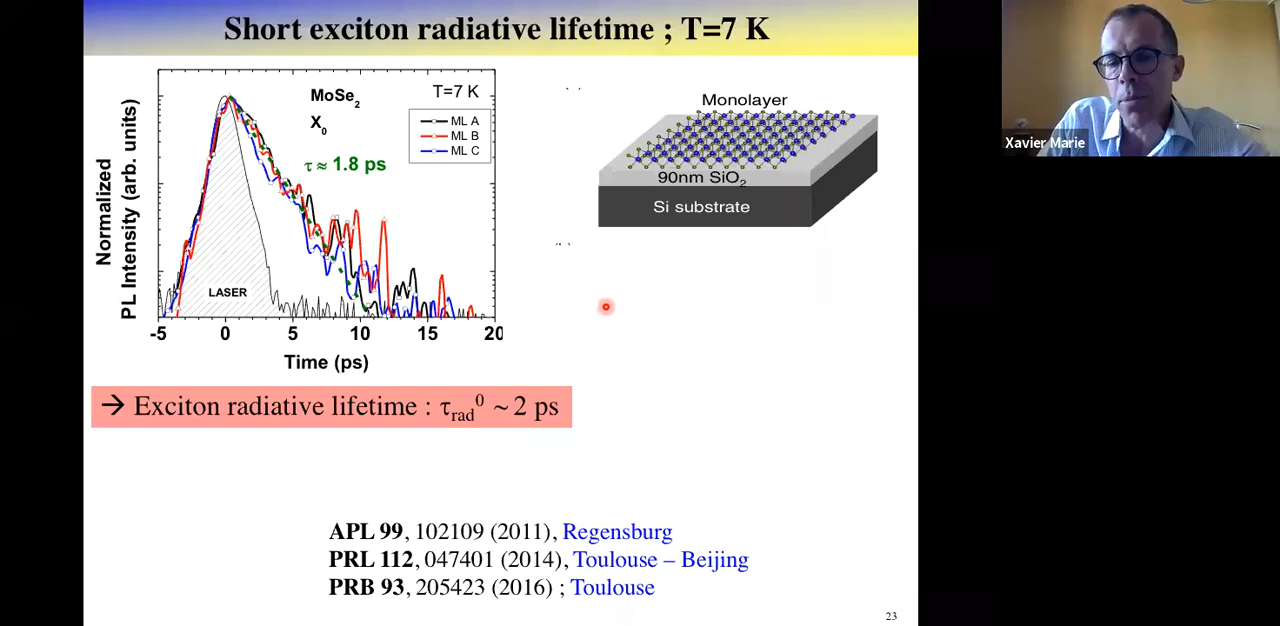 Short exciton radiative lifetime ; T=7 K
Normalized
PL Intensity (arb. units)
MoSe₂
X₀
T=7 K
ML A
ML B
ML C
τ ≈ 1.8 ps
LASER
-5 0 5 10 15 20
Time (ps)
Monolayer
90nm SiO₂
Si substrate
Xavier Marie
→ Exciton radiative lifetime : τrad⁰ ~ 2 ps
APL 99, 102109 (2011), Regensburg
PRL 112, 047401 (2014), Toulouse – Beijing
PRB 93, 205423 (2016) ; Toulouse
23